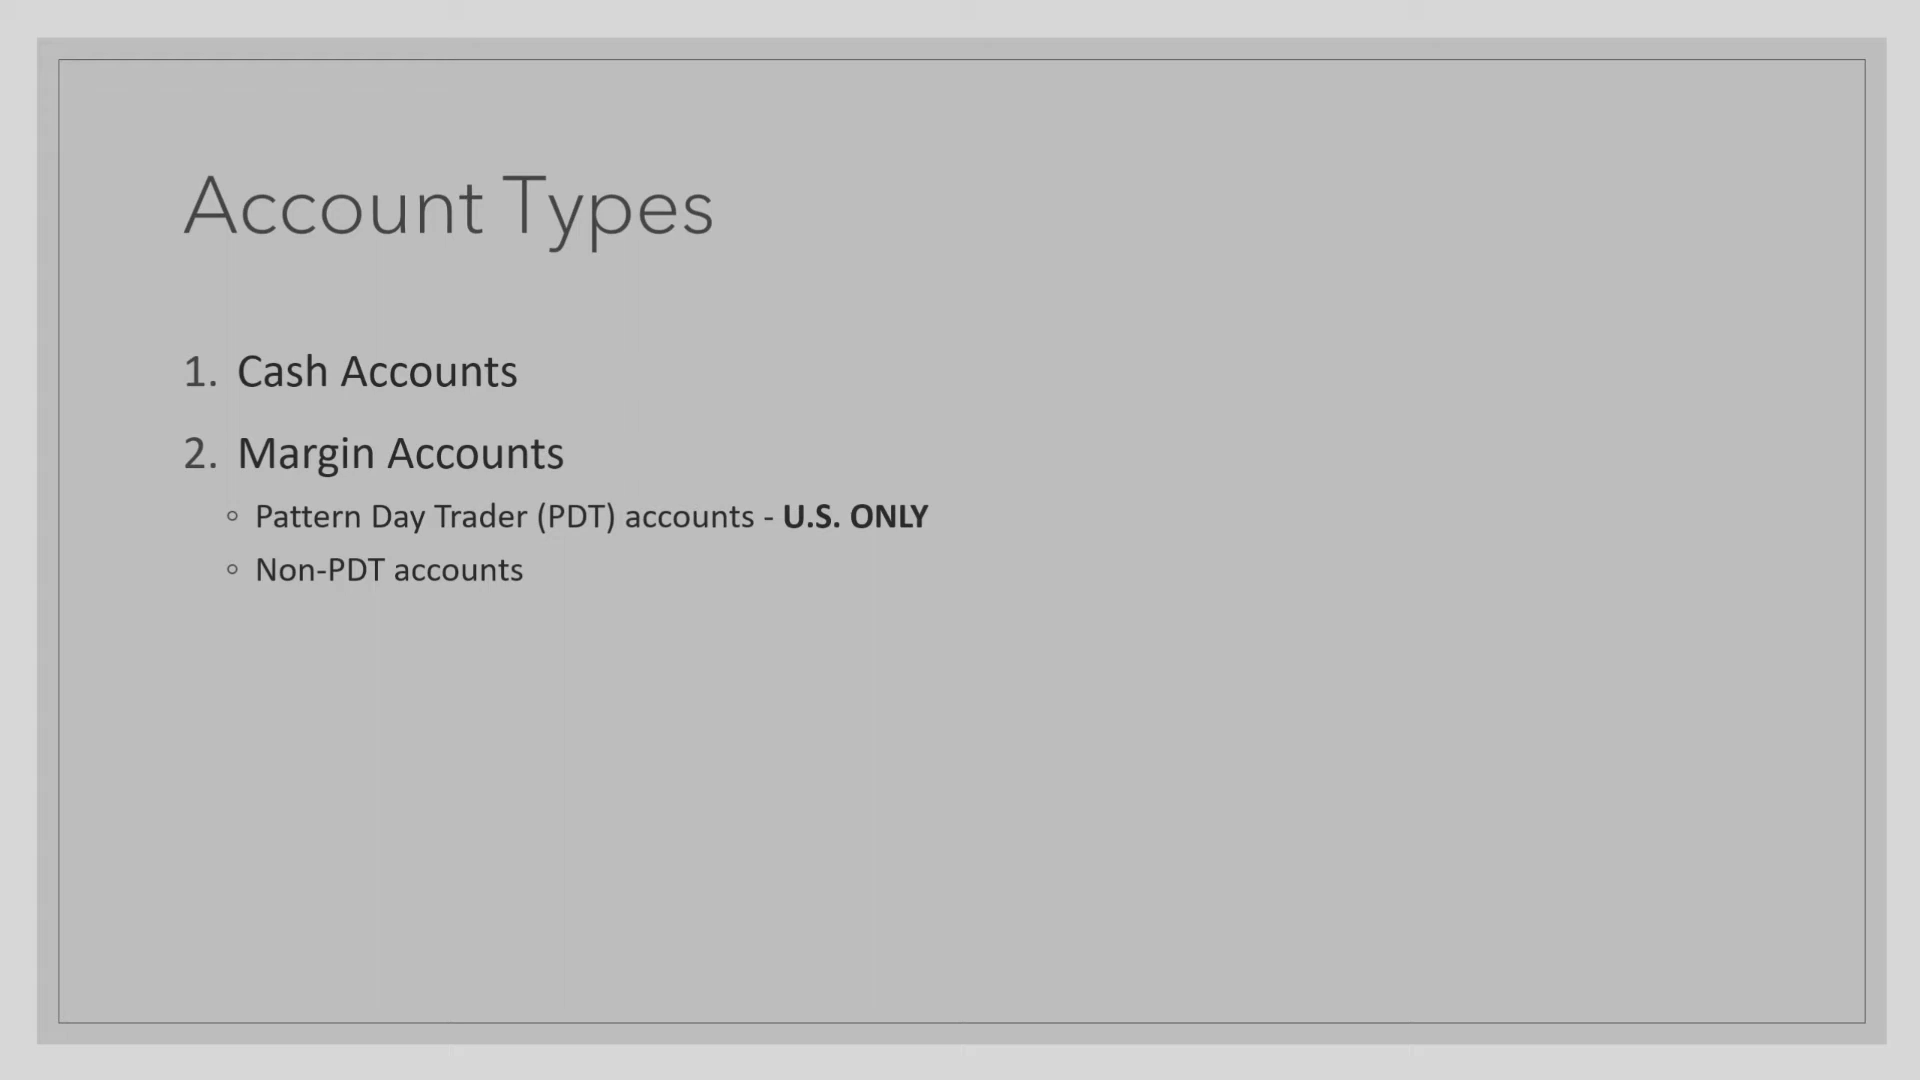 Account Types
1. Cash Accounts
2. Margin Accounts
◦ Pattern Day Trader (PDT) accounts - U.S. ONLY
◦ Non-PDT accounts